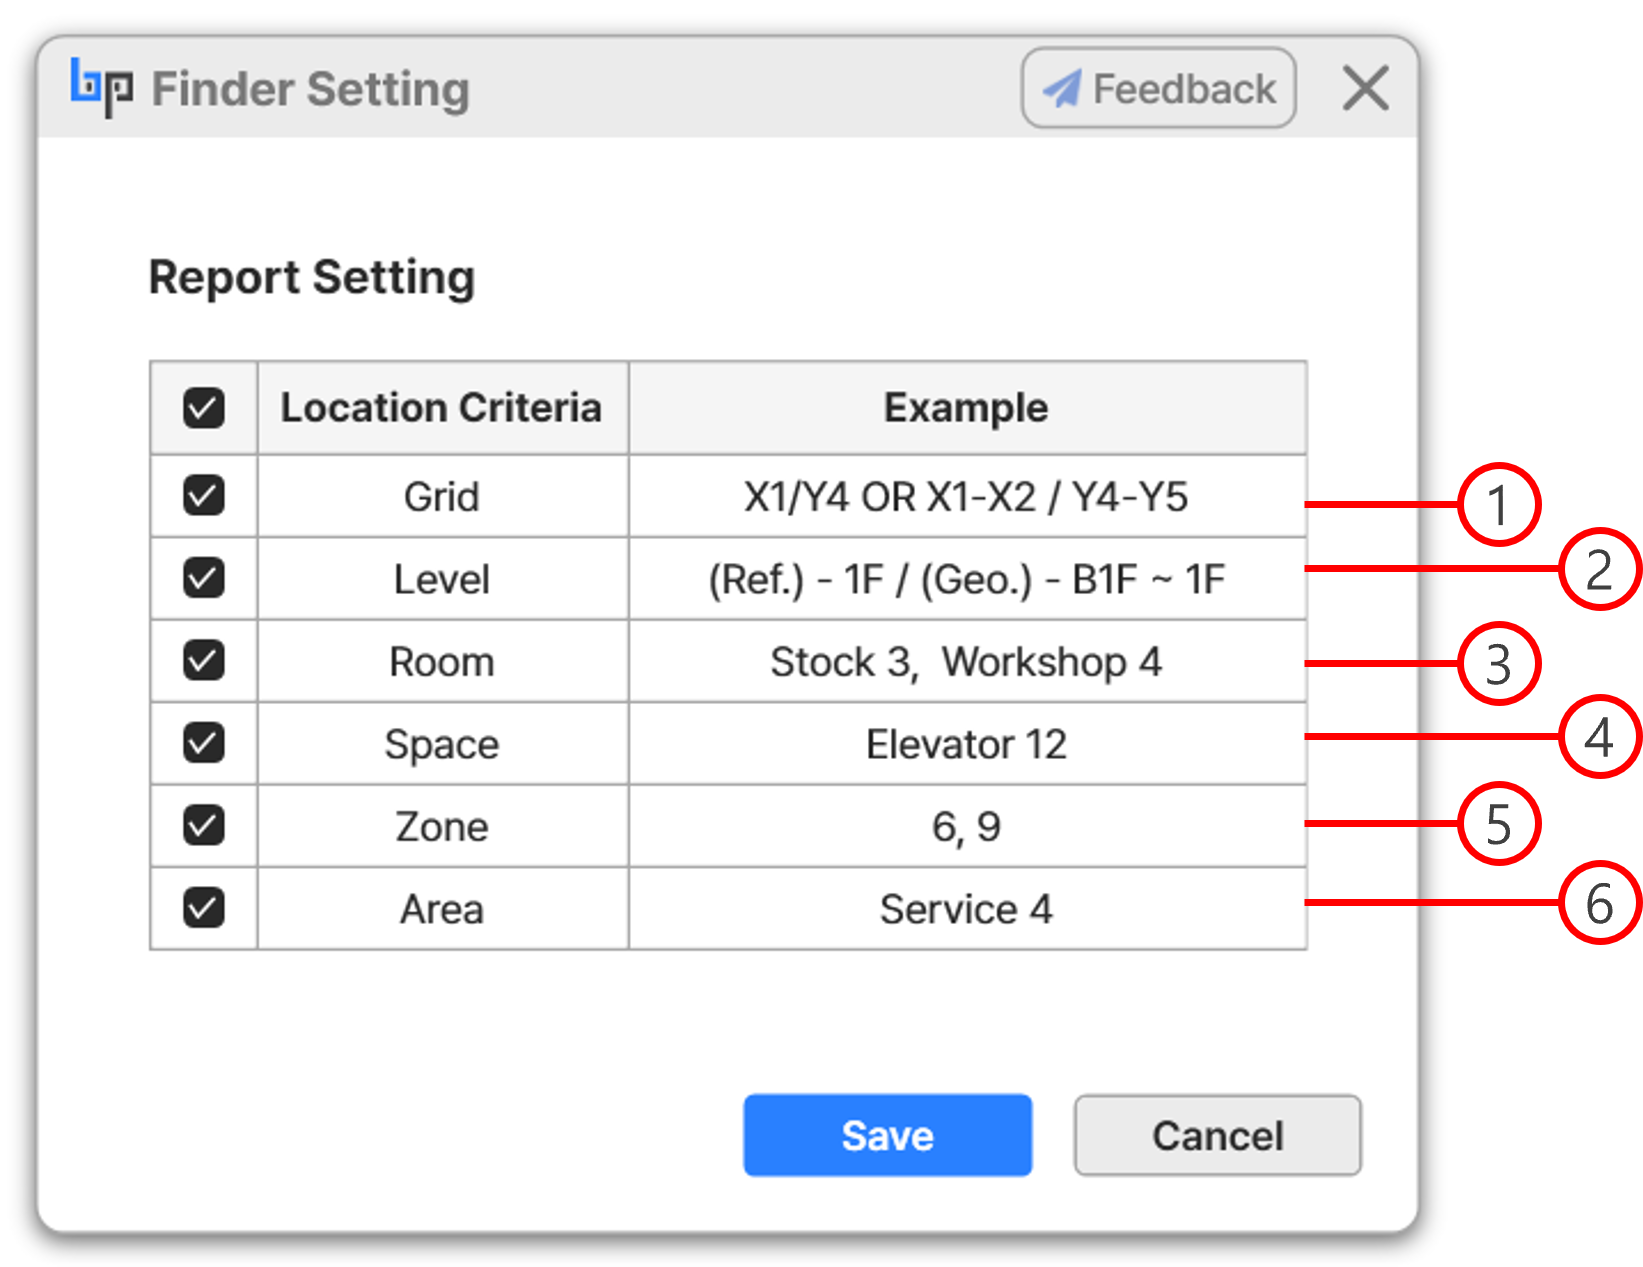 bp Finder Setting Feedback
Report Setting
Location Criteria Example
Grid X1/Y4 OR X1-X2 / Y4-Y5 1
Level (Ref.) - 1F / (Geo.) - B1F ~ 1F 2
Room Stock 3, Workshop 4 3
Space Elevator 12 4
Zone 6, 9 5
Area Service 4 6
Save Cancel